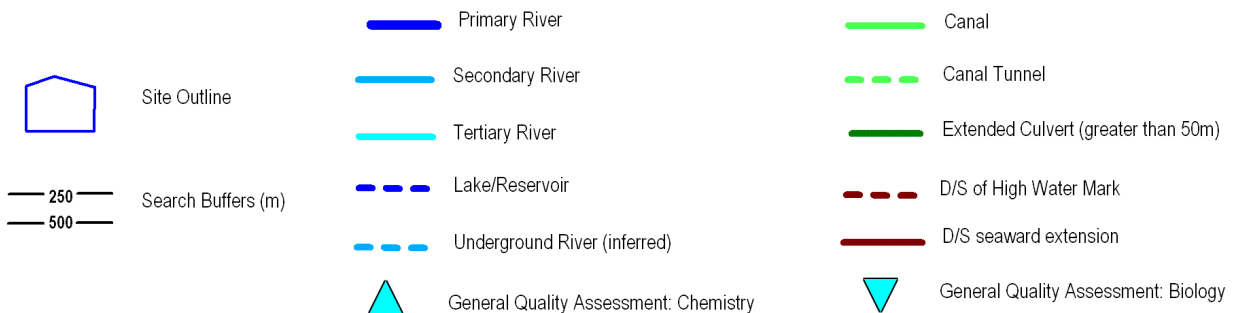 Site Outline
250
500
Search Buffers (m)
Primary River
Secondary River
Tertiary River
Lake/Reservoir
Underground River (inferred)
General Quality Assessment: Chemistry
Canal
Canal Tunnel
Extended Culvert (greater than 50m)
D/S of High Water Mark
D/S seaward extension
General Quality Assessment: Biology